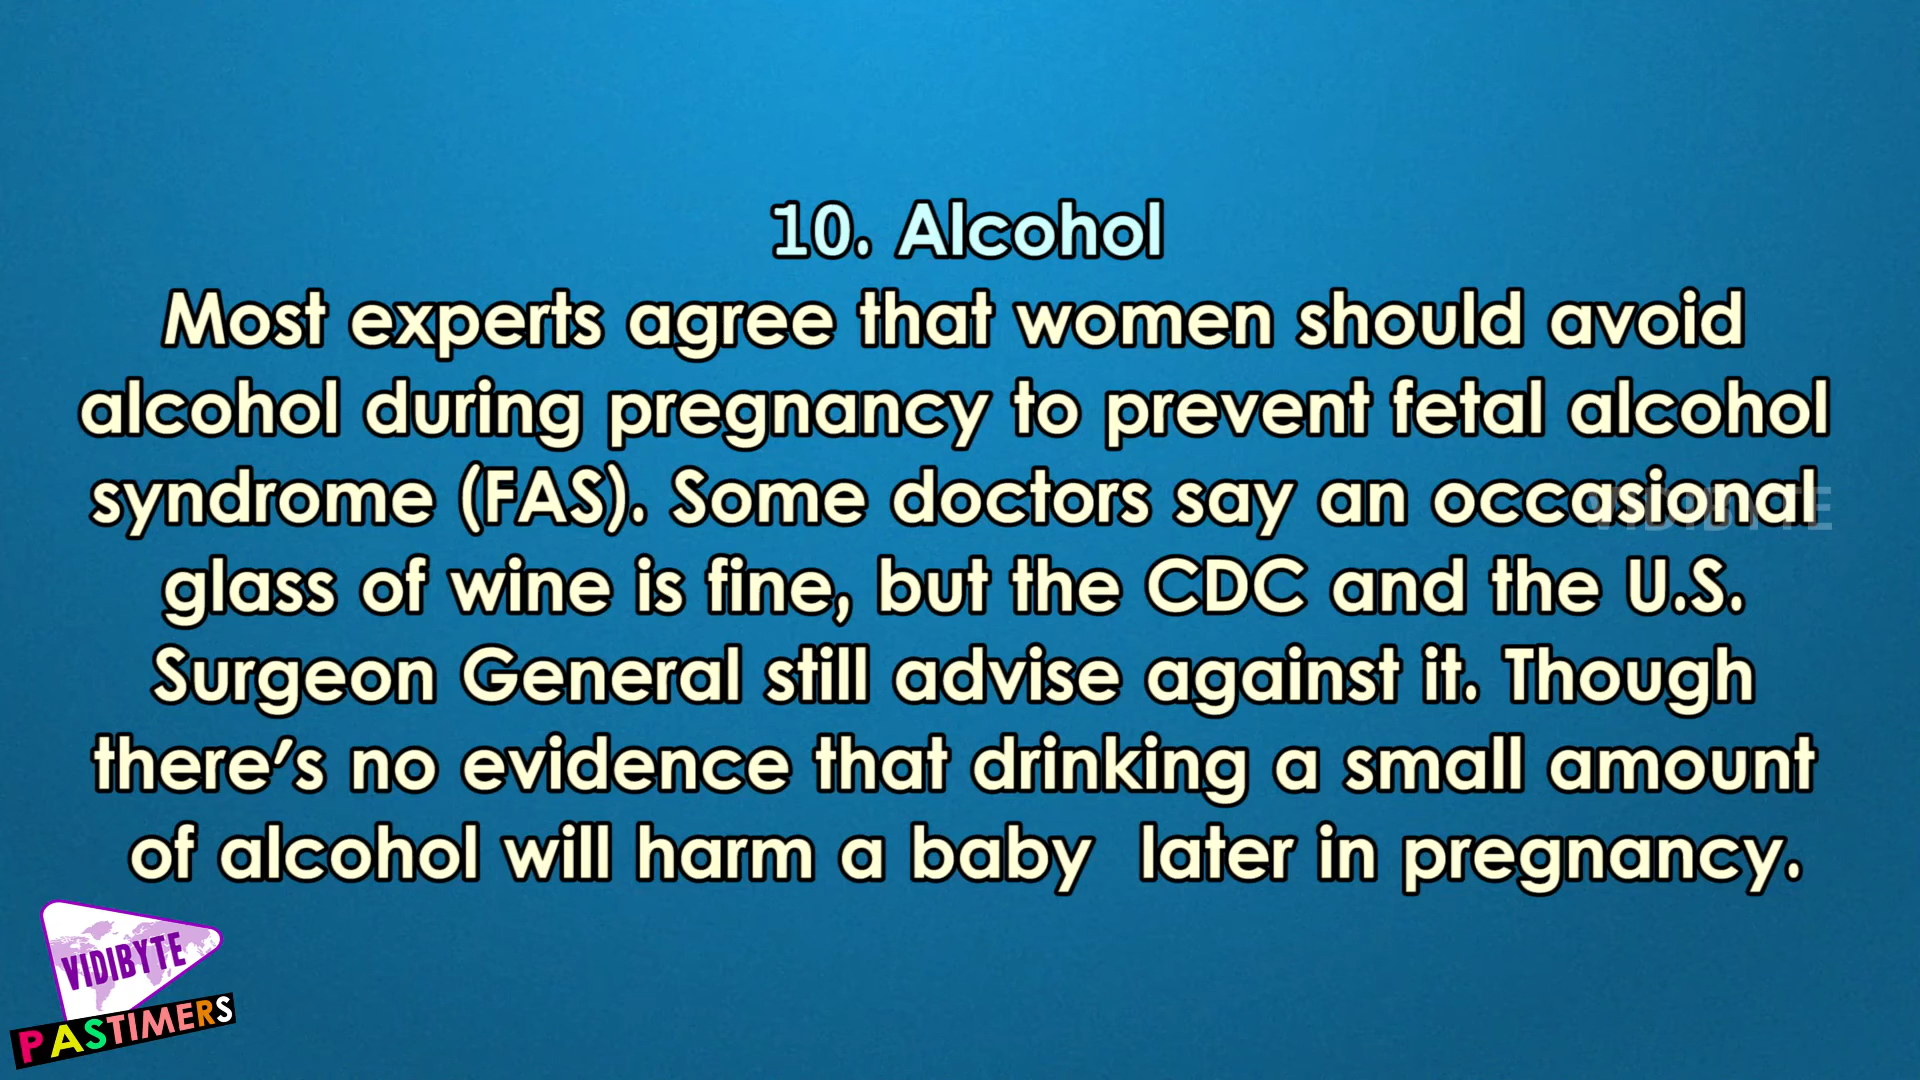 10. Alcohol
Most experts agree that women should avoid
alcohol during pregnancy to prevent fetal alcohol
syndrome (FAS). Some doctors say an occasional
glass of wine is fine, but the CDC and the U.S.
Surgeon General still advise against it. Though
there's no evidence that drinking a small amount
of alcohol will harm a baby  later in pregnancy.
VIDIBYTE
VIDIBYTE
PASTIMERS